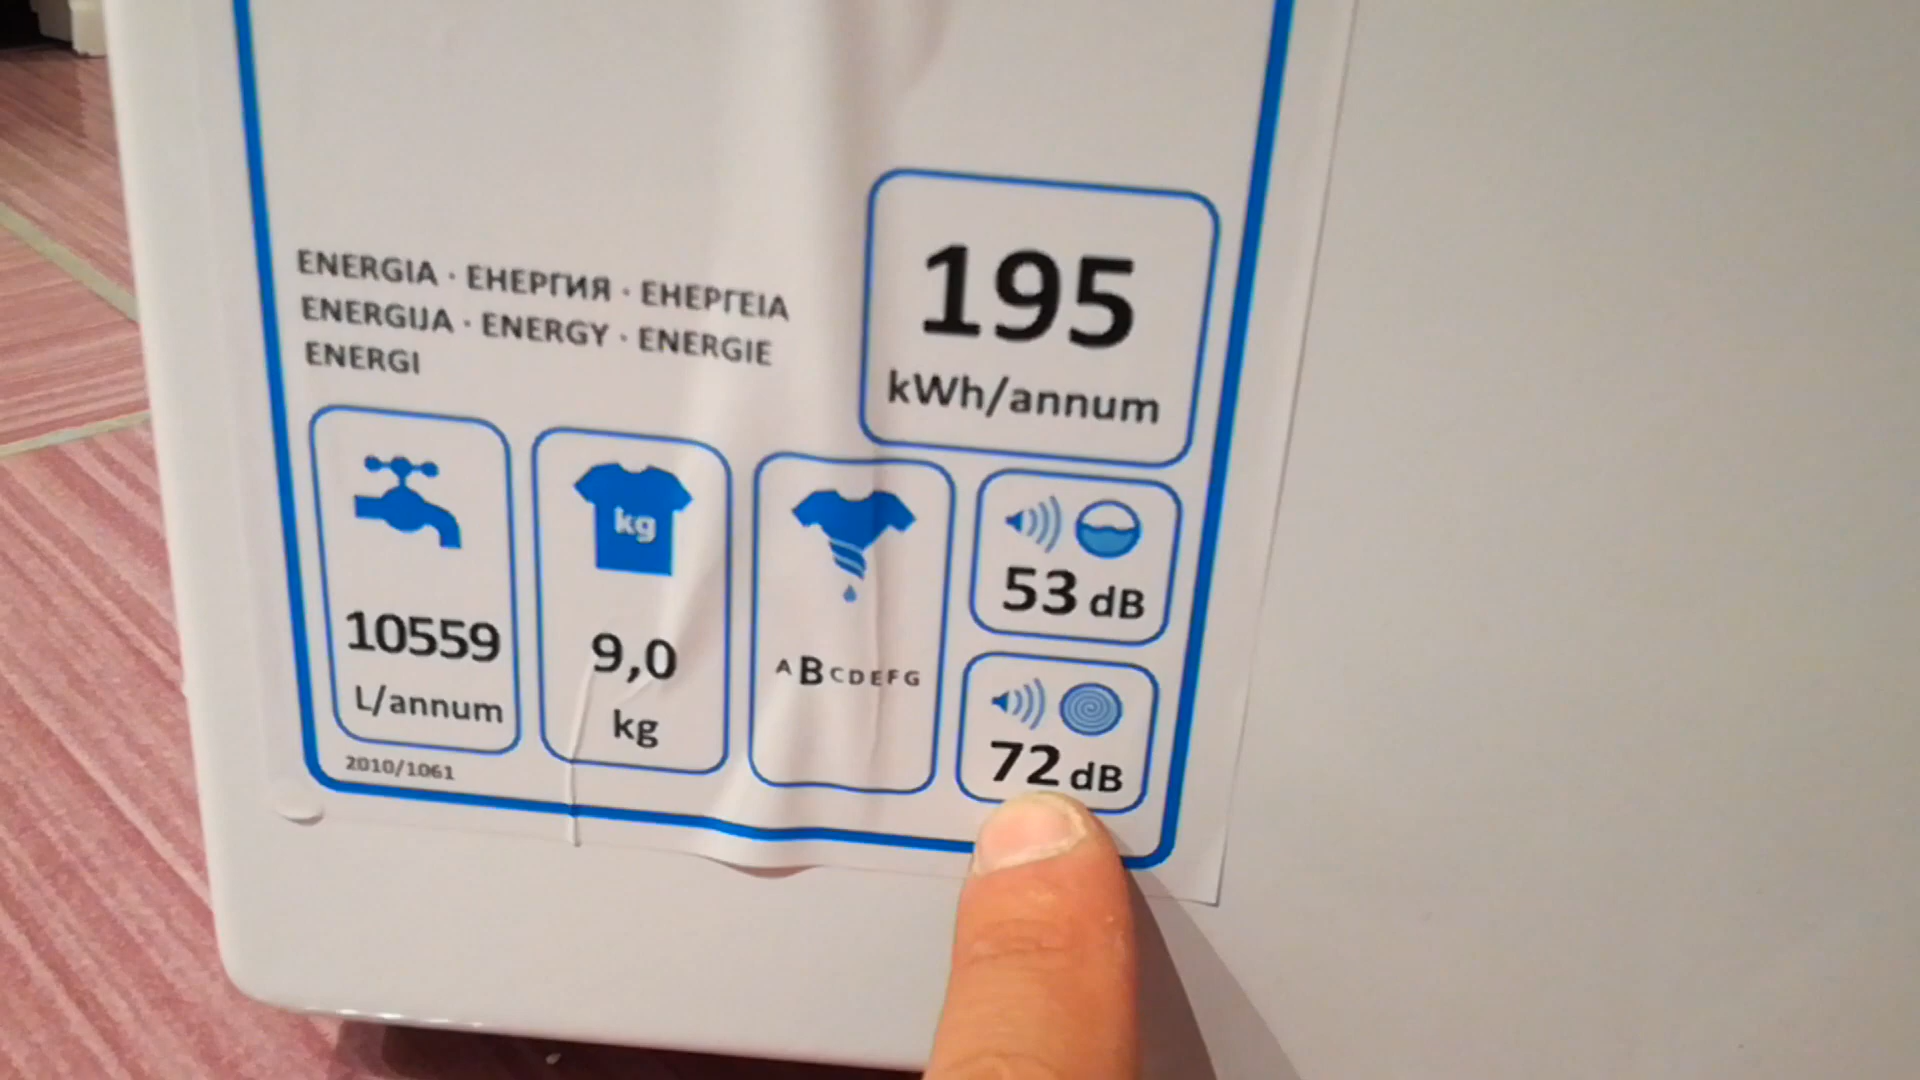 ENERGIA · ЕНЕРГИЯ · ΕΝΕΡΓΕΙΑ
ENERGIJA · ENERGY · ENERGIE
ENERGI
195
kWh/annum
10559
L/annum
kg
9,0
kg
ABCDEFG
53 dB
72 dB
2010/1061